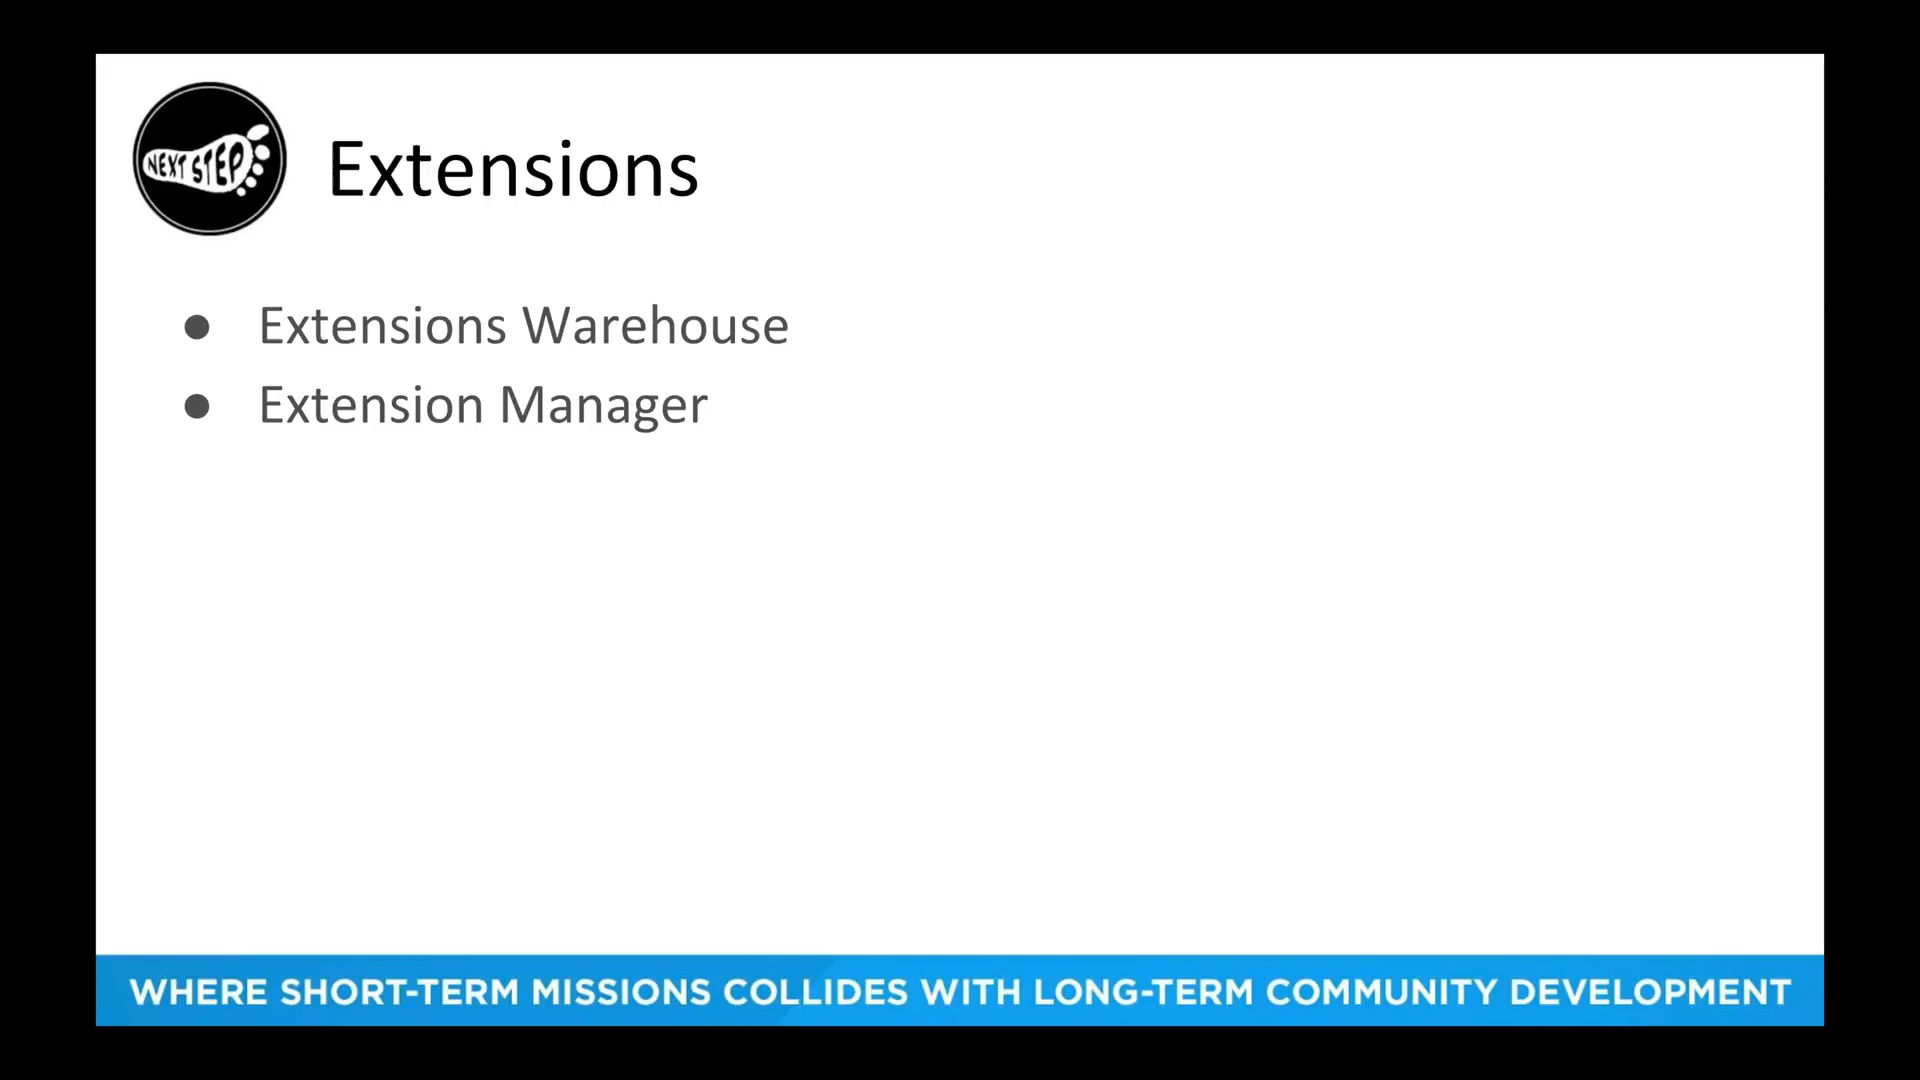 NEXT STEP
Extensions
● Extensions Warehouse
● Extension Manager
WHERE SHORT-TERM MISSIONS COLLIDES WITH LONG-TERM COMMUNITY DEVELOPMENT